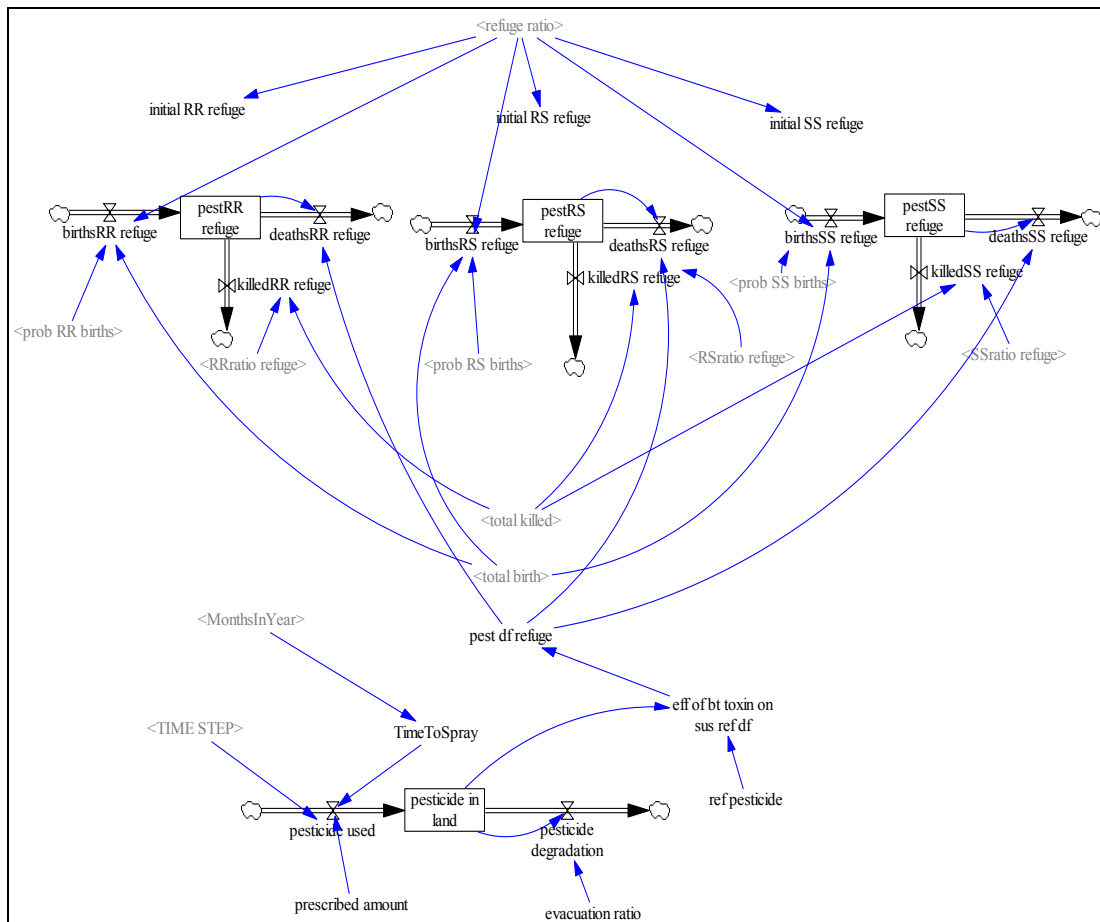 <refuge ratio>
initial RR refuge
initial RS refuge
initial SS refuge
pestRR
refuge
pestRS
refuge
pestSS
refuge
birthsRR refuge
deathsRR refuge
birthsRS refuge
deathsRS refuge
birthsSS refuge
deathsSS refuge
killedRR refuge
killedRS refuge
killedSS refuge
<prob SS births>
<prob RR births>
<RRratio refuge>
<prob RS births>
<RSratio refuge>
<SSratio refuge>
<total killed>
<total birth>
<MonthsInYear>
pest df refuge
<TIME STEP>
TimeToSpray
eff of bt toxin on
sus ref df
pesticide in
land
ref pesticide
pesticide used
pesticide
degradation
prescribed amount
evacuation ratio